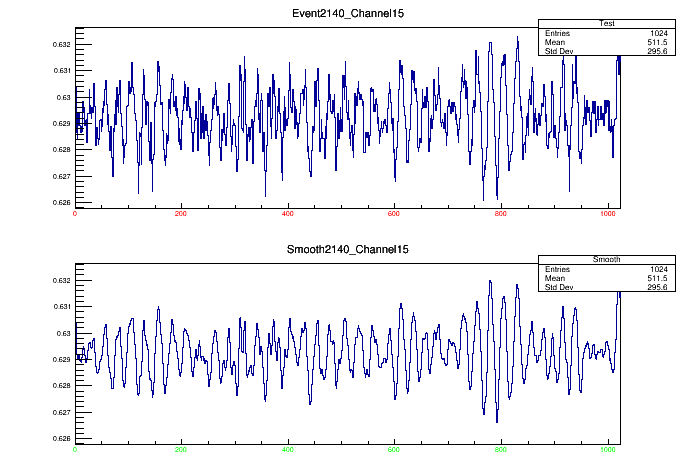 Event2140_Channel15
Test
Entries 1024
Mean 511.5
Std Dev 295.6
0.632
0.631
0.63
0.629
0.628
0.627
0.626
0 200 400 600 800 1000
Smooth2140_Channel15
Smooth
Entries 1024
Mean 511.5
Std Dev 295.6
0.632
0.631
0.63
0.629
0.628
0.627
0.626
0 200 400 600 800 1000